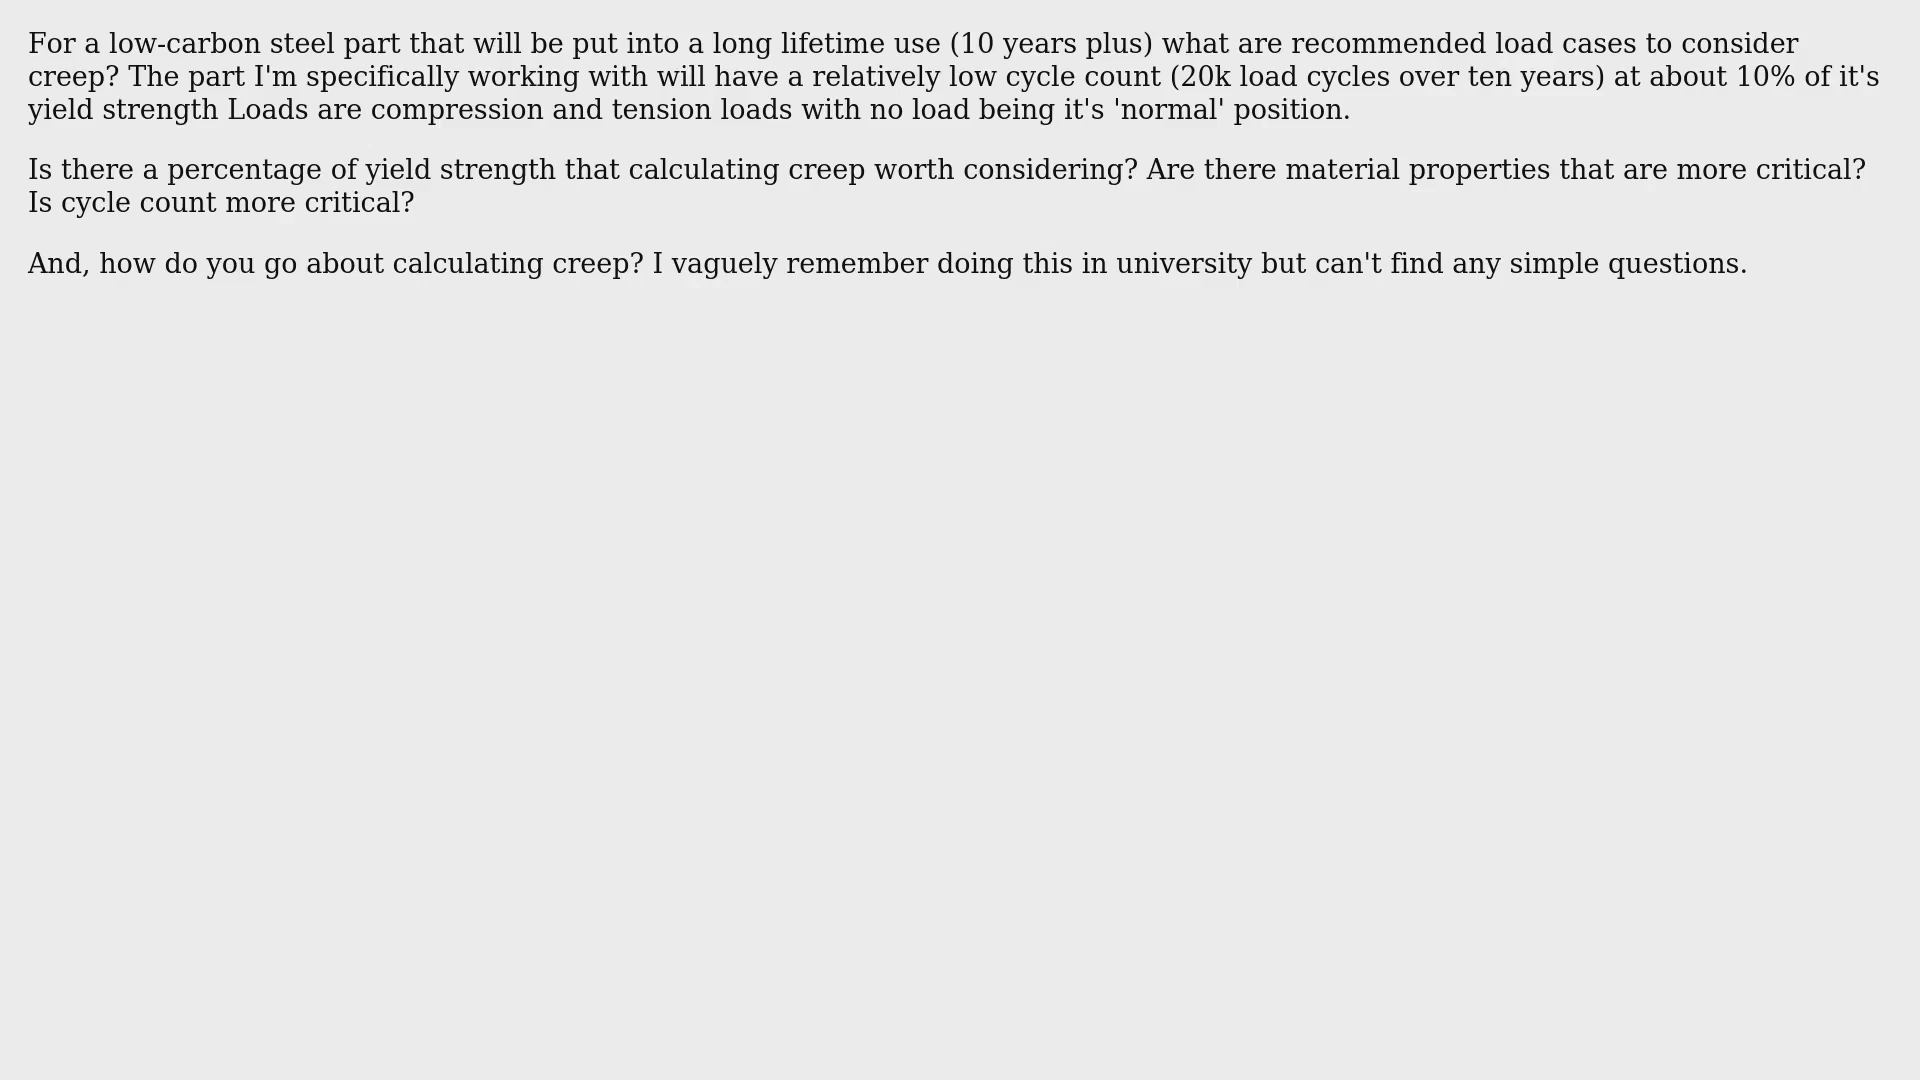 For a low-carbon steel part that will be put into a long lifetime use (10 years plus) what are recommended load cases to consider
creep? The part I'm specifically working with will have a relatively low cycle count (20k load cycles over ten years) at about 10% of it's
yield strength Loads are compression and tension loads with no load being it's 'normal' position.
Is there a percentage of yield strength that calculating creep worth considering? Are there material properties that are more critical?
Is cycle count more critical?
And, how do you go about calculating creep? I vaguely remember doing this in university but can't find any simple questions.